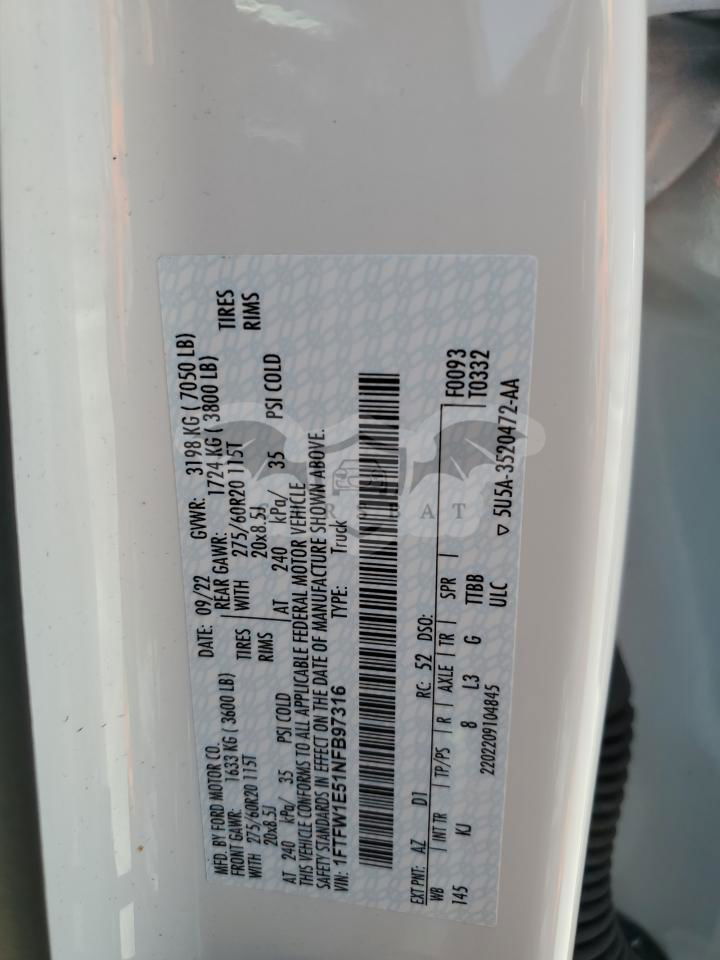 MFD. BY FORD MOTOR CO.
DATE: 09/22 GVWR: 3198 KG ( 7050 LB)
FRONT GAWR: 1633 KG ( 3600 LB) REAR GAWR: 1724 KG ( 3800 LB)
WITH 275/60R20 115T TIRES WITH 275/60R20 115T TIRES
20x8.5J RIMS 20x8.5J RIMS
AT 240 kPa/ 35 PSI COLD AT 240 kPa/ 35 PSI COLD
THIS VEHICLE CONFORMS TO ALL APPLICABLE FEDERAL MOTOR VEHICLE
SAFETY STANDARDS IN EFFECT ON THE DATE OF MANUFACTURE SHOWN ABOVE.
VIN: 1FTFW1E51NFB97316 TYPE: Truck
EXT PNT: AZ D1 RC: 52 DSO: F0093
WB INT TR TP/PS R AXLE TR SPR T0332
145 KJ 8 L3 G TTBB
2202209104845 ULC
5U5A-3520472-AA